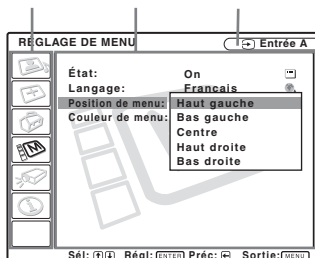 RÉGLAGE DE MENU Entrée A
État: On
Langage: Français
Position de menu: Haut gauche
Couleur de menu: Bas gauche
Centre
Haut droite
Bas droite
Sél: Régl: ENTER Préc: Sortie: MENU